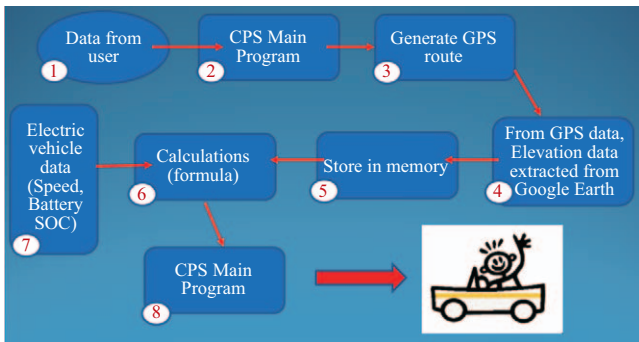 Data from
user
1
CPS Main
Program
2
Generate GPS
route
3
From GPS data,
Elevation data
extracted from
Google Earth
4
Store in memory
5
Calculations
(formula)
6
Electric
vehicle
data
(Speed,
Battery
SOC)
7
CPS Main
Program
8